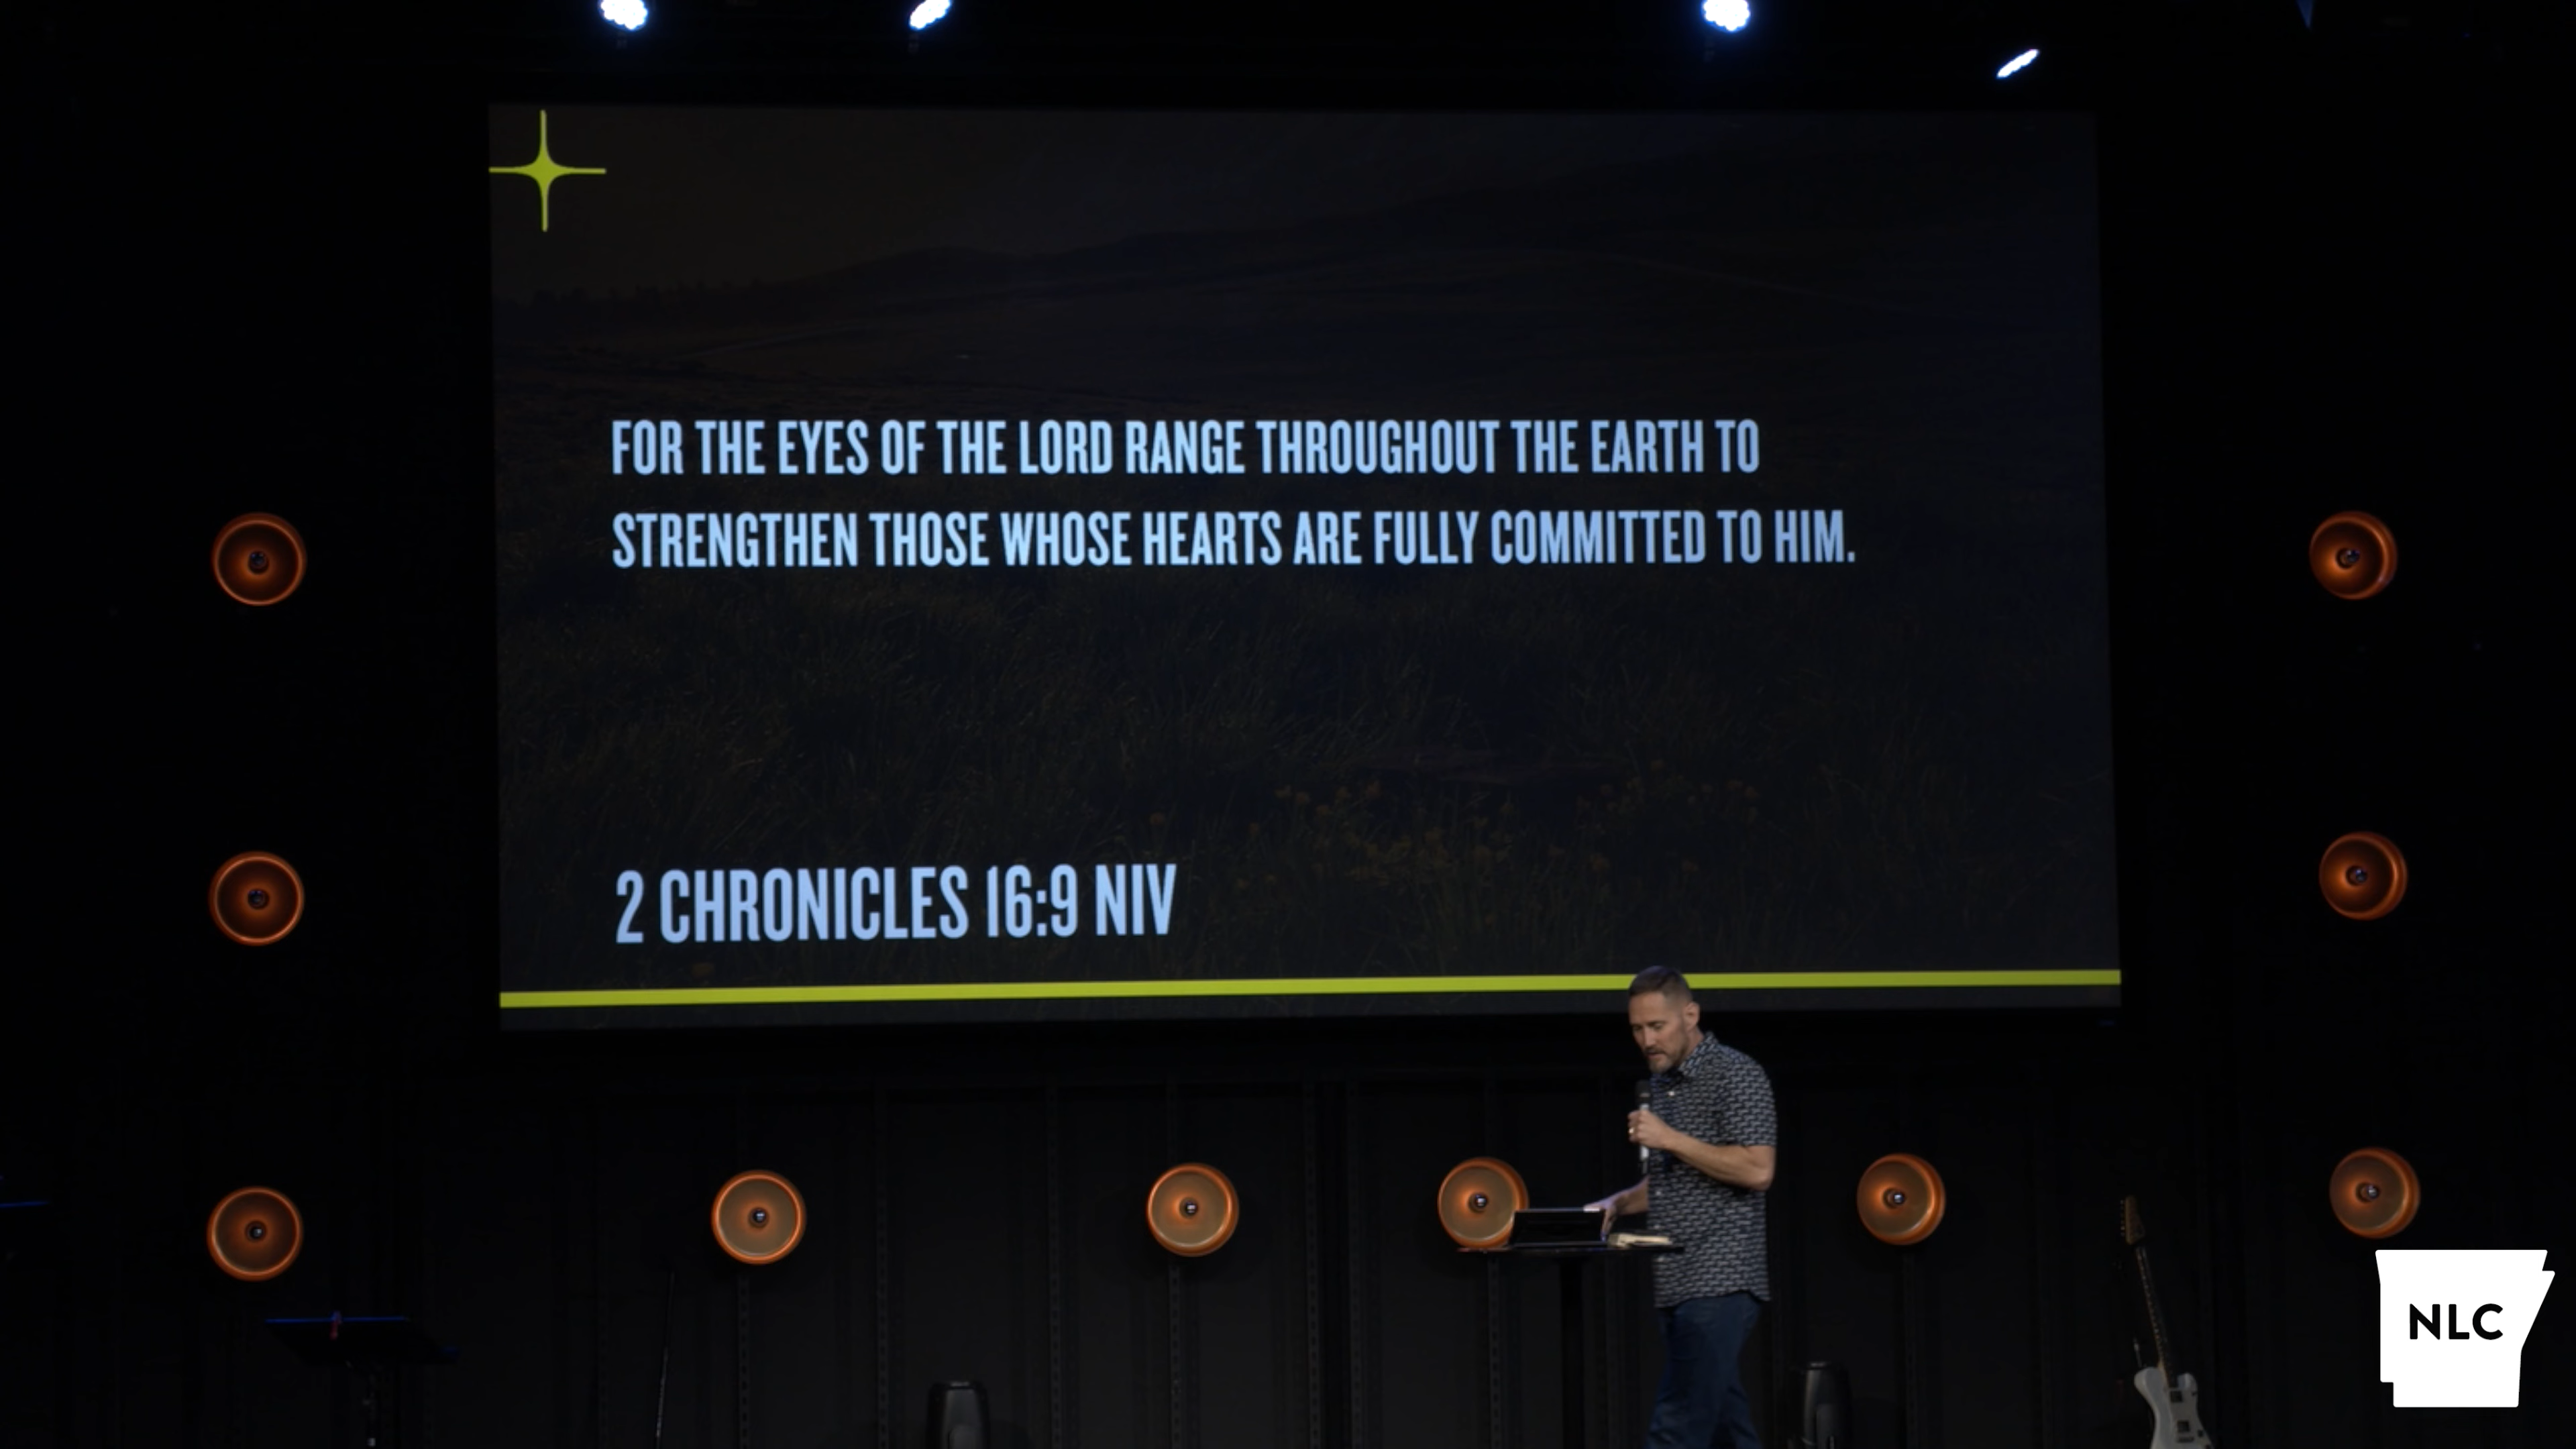 FOR THE EYES OF THE LORD RANGE THROUGHOUT THE EARTH TO
STRENGTHEN THOSE WHOSE HEARTS ARE FULLY COMMITTED TO HIM.
2 CHRONICLES 16:9 NIV
NLC